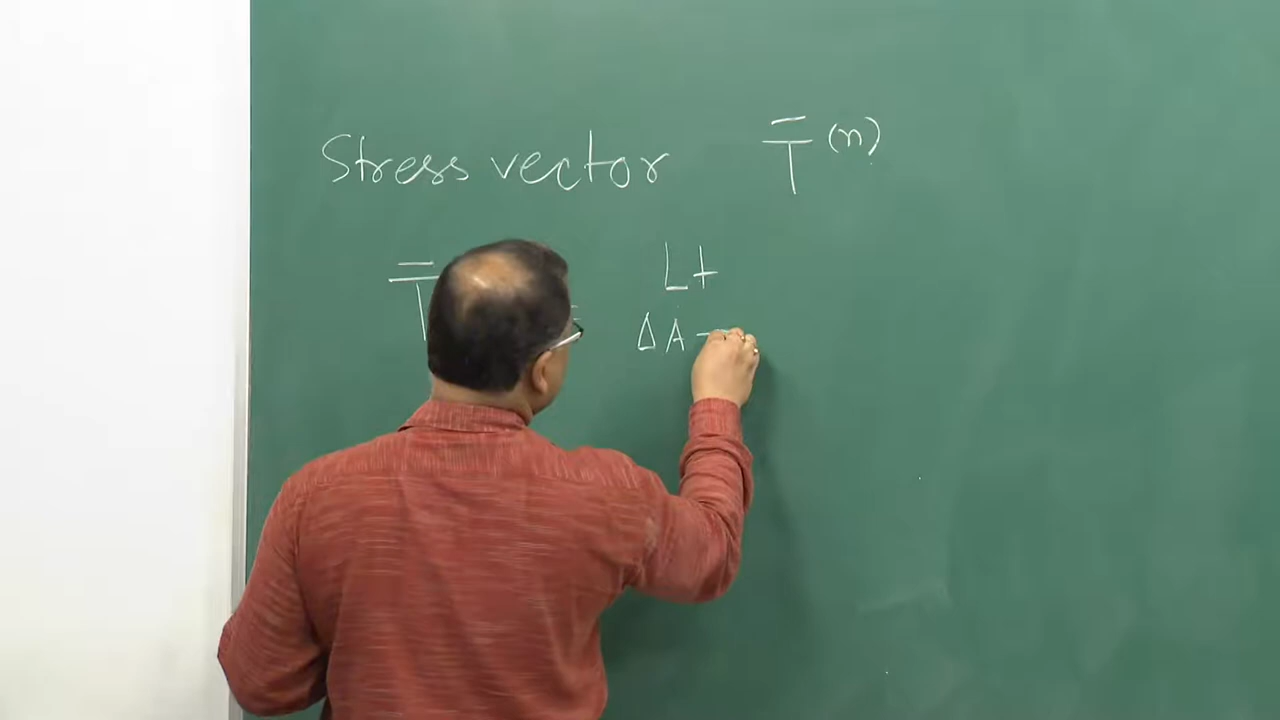 Stress vector T̄ (n)
T̄ = Lt
ΔA →